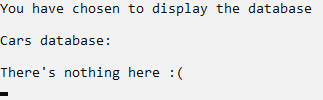 You have chosen to display the database
Cars database:
There's nothing here :(